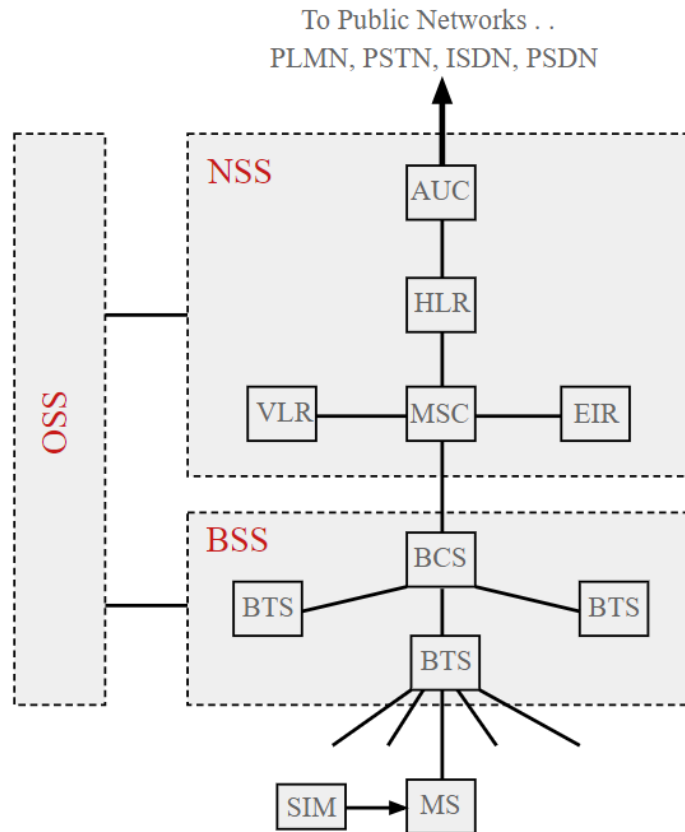 To Public Networks . .
PLMN, PSTN, ISDN, PSDN
NSS
AUC
HLR
VLR
MSC
EIR
OSS
BSS
BCS
BTS
BTS
BTS
SIM
MS